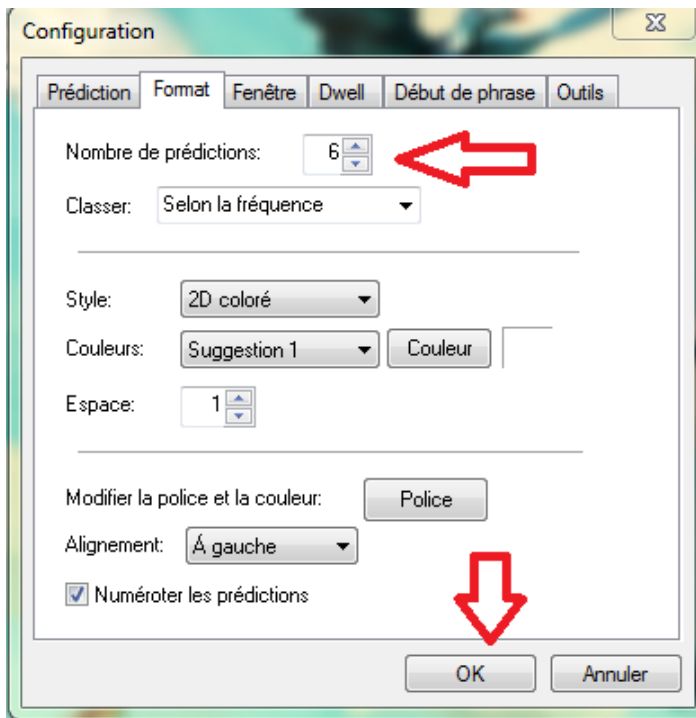 Configuration
Prédiction Format Fenêtre Dwell Début de phrase Outils
Nombre de prédictions: 6
Classer: Selon la fréquence
Style: 2D coloré
Couleurs: Suggestion 1 Couleur
Espace: 1
Modifier la police et la couleur: Police
Alignement: Á gauche
Numéroter les prédictions
OK Annuler